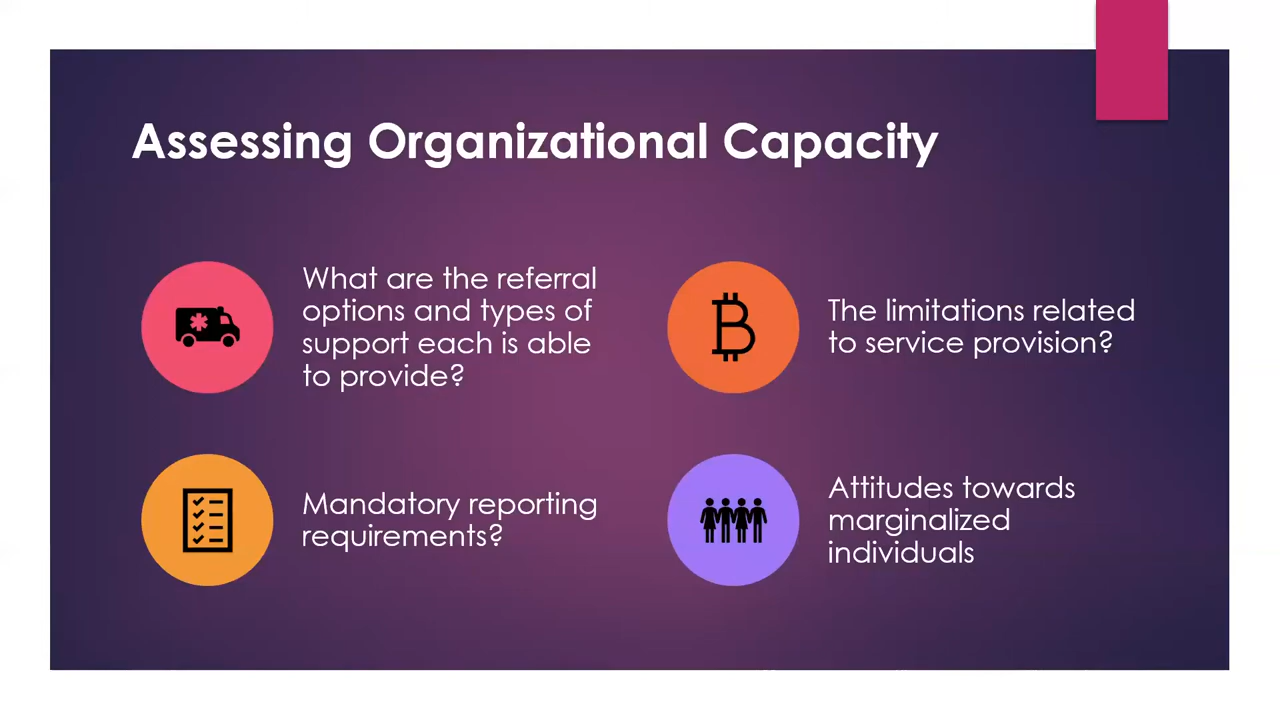 Assessing Organizational Capacity
What are the referral
options and types of
support each is able
to provide?
The limitations related
to service provision?
Mandatory reporting
requirements?
Attitudes towards
marginalized
individuals